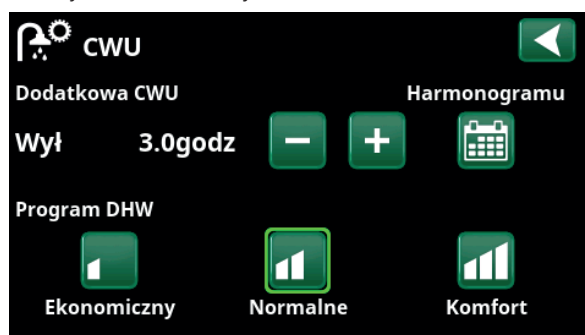 CWU
Dodatkowa CWU Harmonogramu
Wył 3.0godz
Program DHW
Ekonomiczny Normalne Komfort